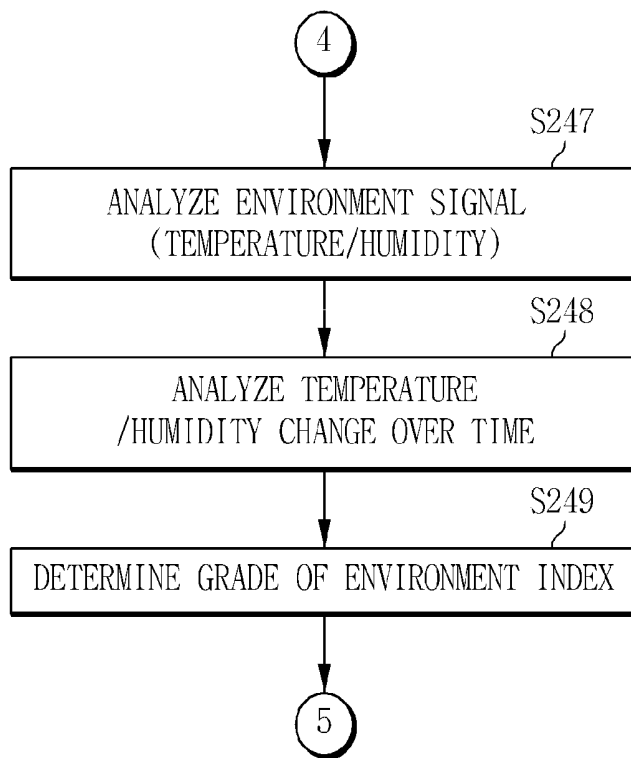 4
S247
ANALYZE ENVIRONMENT SIGNAL
(TEMPERATURE/HUMIDITY)
S248
ANALYZE TEMPERATURE
/HUMIDITY CHANGE OVER TIME
S249
DETERMINE GRADE OF ENVIRONMENT INDEX
5